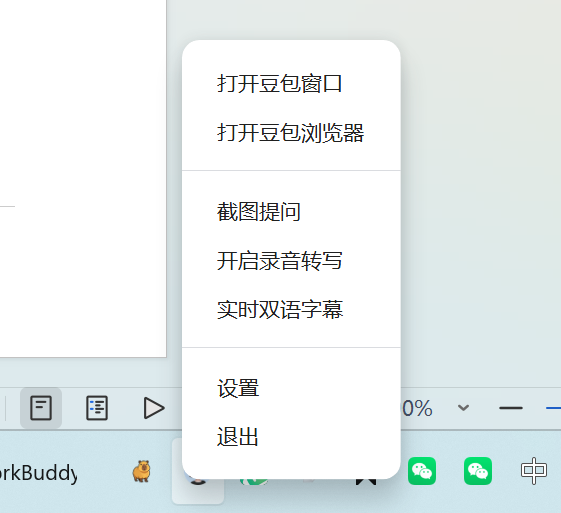 打开豆包窗口
打开豆包浏览器
截图提问
开启录音转写
实时双语字幕
设置
退出
0%
orkBuddy
中